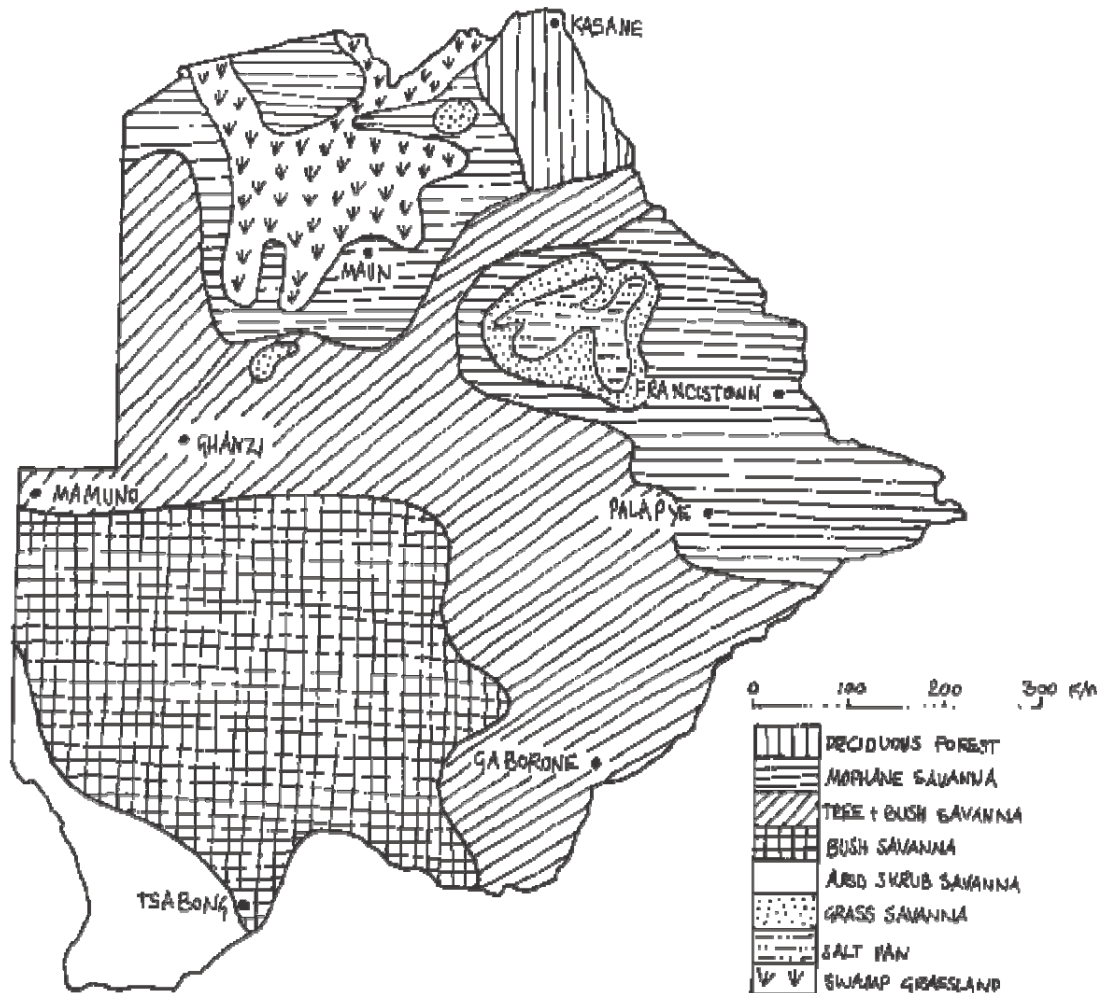 KASANE
MAUN
FRANCISTOWN
GHANZI
MAMUNO
PALAPYE
0 100 200 300 Km
GABORONE
DECIDUOUS FOREST
MOPHANE SAVANNA
TREE + BUSH SAVANNA
BUSH SAVANNA
ARID SKRUB SAVANNA
TSABONG
GRASS SAVANNA
SALT PAN
SWAMP GRASSLAND